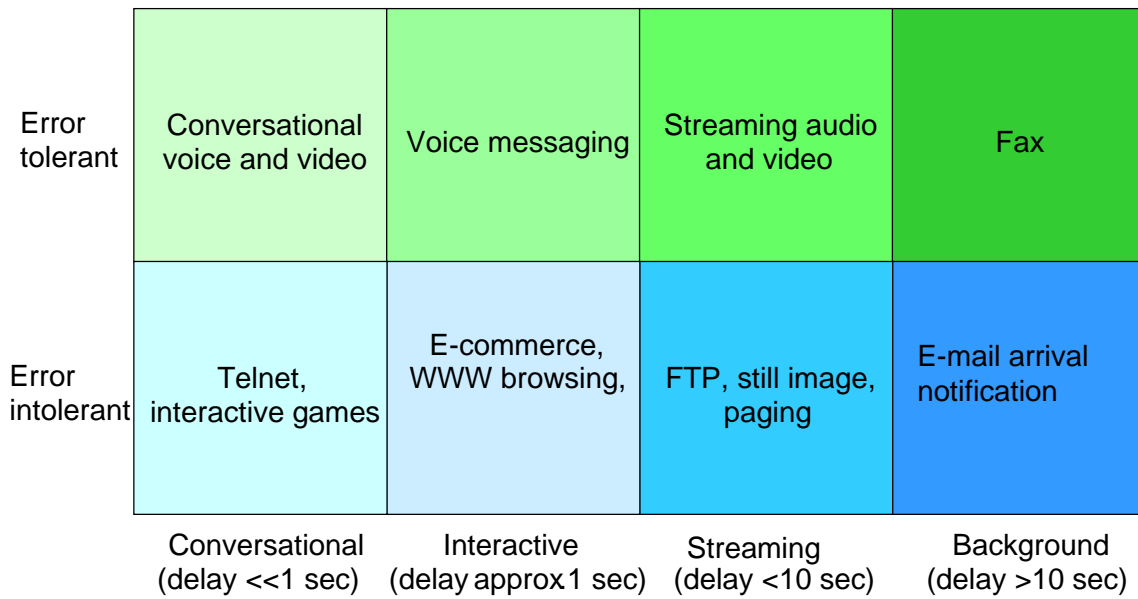 Error
tolerant
Conversational
voice and video
Voice messaging
Streaming audio
and video
Fax
Error
intolerant
Telnet,
interactive games
E-commerce,
WWW browsing,
FTP, still image,
paging
E-mail arrival
notification
Conversational
(delay <<1 sec)
Interactive
(delay approx.1 sec)
Streaming
(delay <10 sec)
Background
(delay >10 sec)